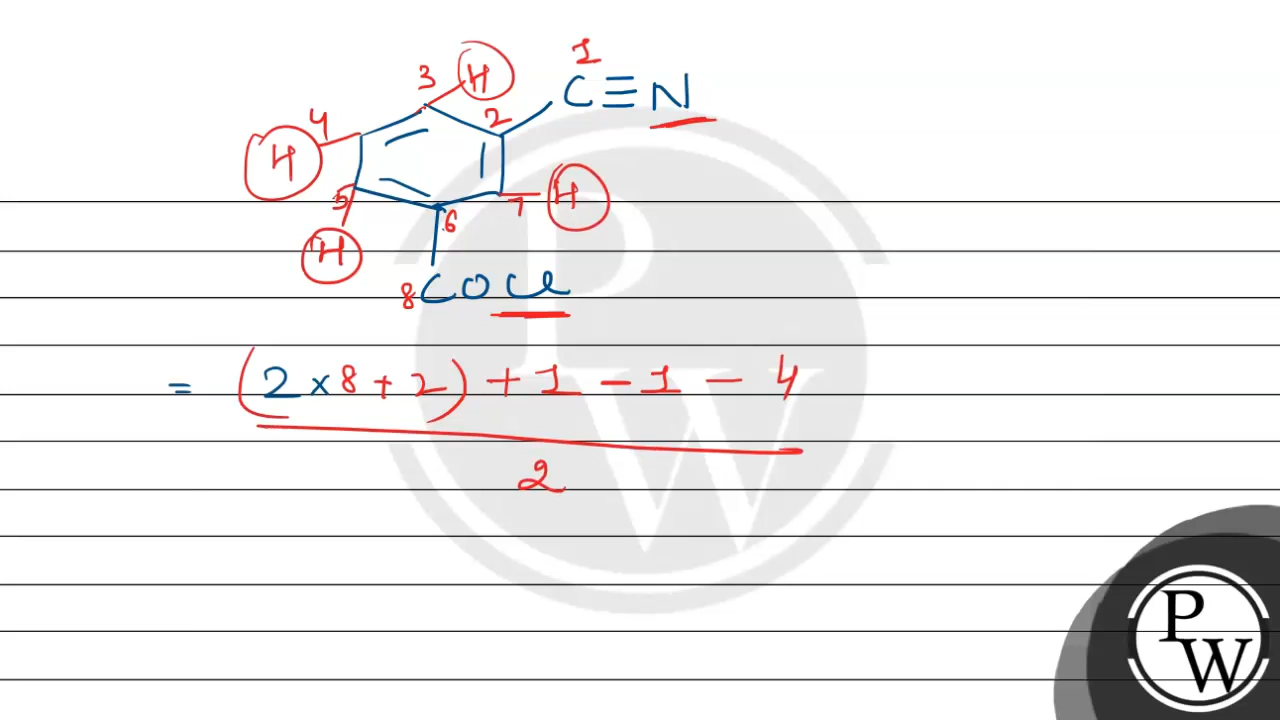 1
3 H C≡N
4 2
H
5 7 H
6
H
8 COCl
= (2×8+2)+1-1-4
2
P
W
P
W